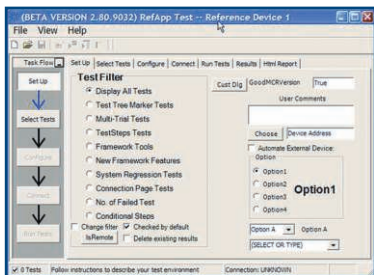 (BETA VERSION 2.80.9032) RefApp Test -- Reference Device 1
File View Help
Task Flow
Set Up Select Tests Configure Connect Run Tests Results Html Report
Set Up
Select Tests
Configure
Connect
Run Tests
Test Filter
Display All Tests
Test Tree Marker Tests
Multi-Trial Tests
TestSteps Tests
Framework Tools
New Framework Features
System Regression Tests
Connection Page Tests
No. of Failed Test
Conditional Steps
Change filter Checked by default
IsRemote Delete existing results
Cust Dlg GoodMCRVersion True
User Comments
Choose Device Address
Automate External Device:
Option
Option1
Option2
Option3
Option4
Option1
Option A Option A
(SELECT OR TYPE)
0 Tests Follow instructions to describe your test environment Connection: UNKNOWN